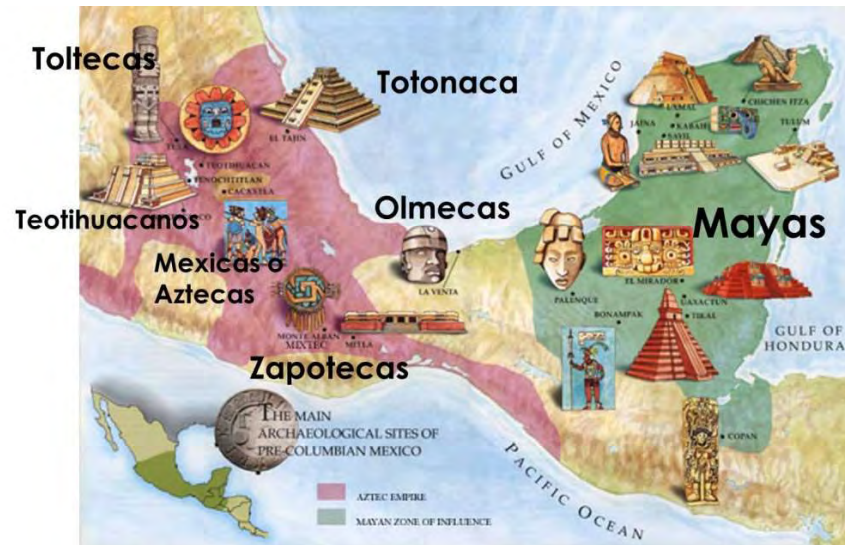 Toltecas
Totonaca
GULF OF MEXICO
CHICHEN ITZA
JAINA
KABAH
SAYIL
TULUM
TULA
EL TAJIN
TEOTIHUACAN
TENOCHTITLAN
CACAXTLA
Teotihuacanos
Olmecas
Mayas
Mexicas o
Aztecas
LA VENTA
PALENQUE
EL MIRADOR
UAXACTUN
TIKAL
BONAMPAK
GULF OF
HONDURA
MONTE ALBAN
MIXTEC
MITLA
Zapotecas
THE MAIN
ARCHAEOLOGICAL SITES OF
PRE-COLUMBIAN MEXICO
COPAN
PACIFIC OCEAN
AZTEC EMPIRE
MAYAN ZONE OF INFLUENCE